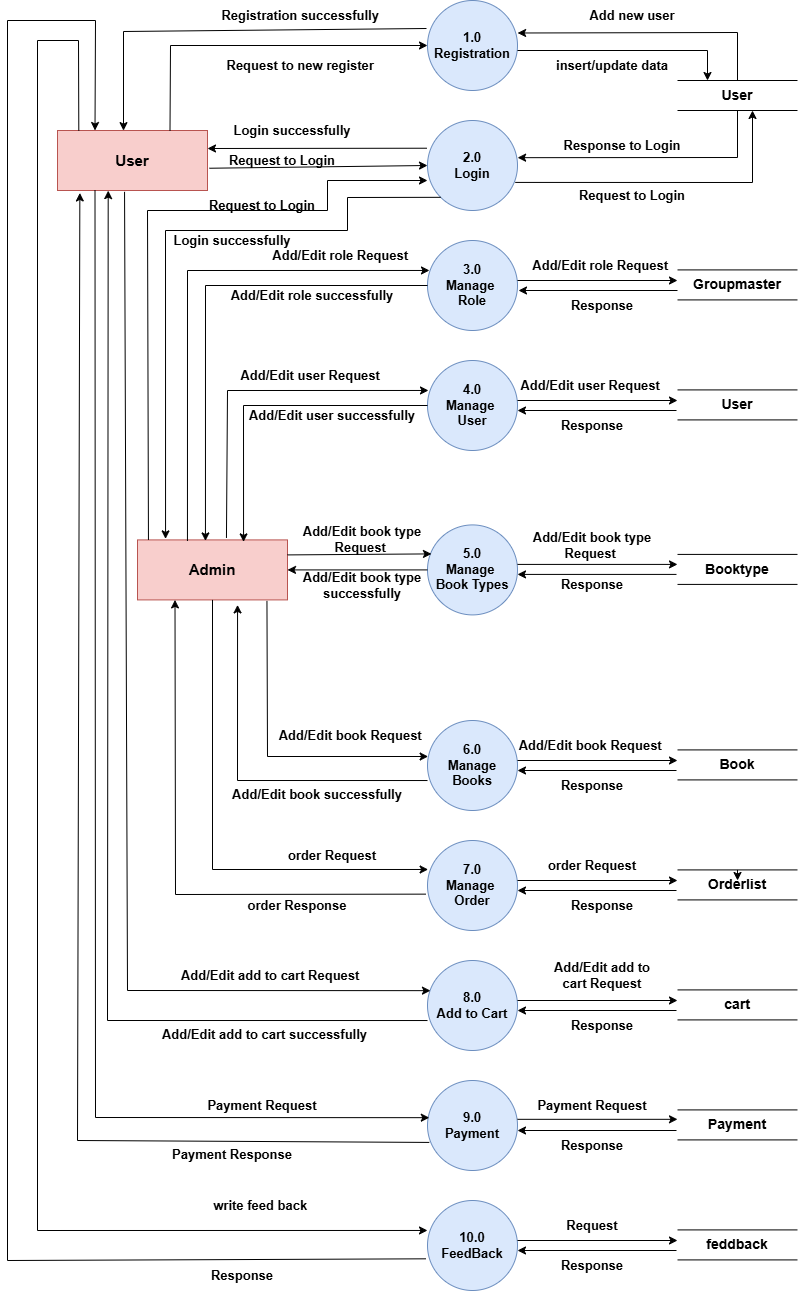 Registration successfully
Add new user
1.0
Registration
Request to new register
insert/update data
User
Login successfully
Response to Login
User
Request to Login
2.0
Login
Request to Login
Request to Login
Login successfully
Add/Edit role Request
3.0
Manage
Role
Add/Edit role Request
Groupmaster
Add/Edit role successfully
Response
Add/Edit user Request
4.0
Manage
User
Add/Edit user Request
User
Add/Edit user successfully
Response
Admin
Add/Edit book type
Request
5.0
Manage
Book Types
Add/Edit book type
Request
Booktype
Add/Edit book type
successfully
Response
Add/Edit book Request
6.0
Manage
Books
Add/Edit book Request
Book
Add/Edit book successfully
Response
order Request
7.0
Manage
Order
order Request
Orderlist
order Response
Response
Add/Edit add to cart Request
8.0
Add to Cart
Add/Edit add to
cart Request
cart
Add/Edit add to cart successfully
Response
Payment Request
9.0
Payment
Payment Request
Payment
Payment Response
Response
write feed back
10.0
FeedBack
Request
feddback
Response
Response